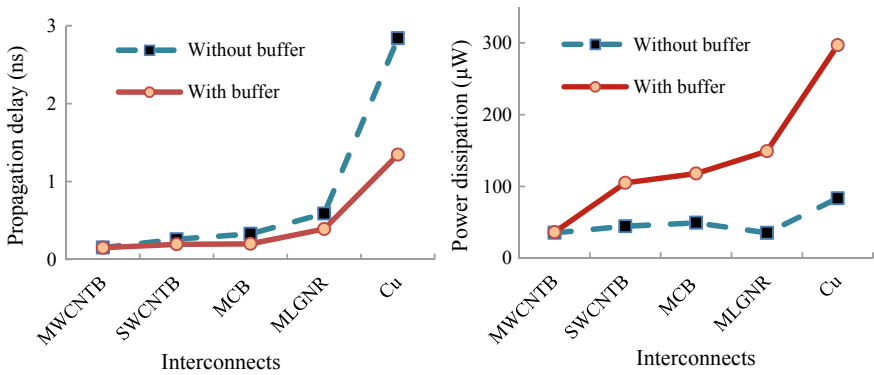 Propagation delay (ns)
3
2
1
0
Without buffer
With buffer
MWCNTB
SWCNTB
MCB
MLGNR
Cu
Interconnects
Power dissipation (µW)
300
200
100
0
Without buffer
With buffer
MWCNTB
SWCNTB
MCB
MLGNR
Cu
Interconnects